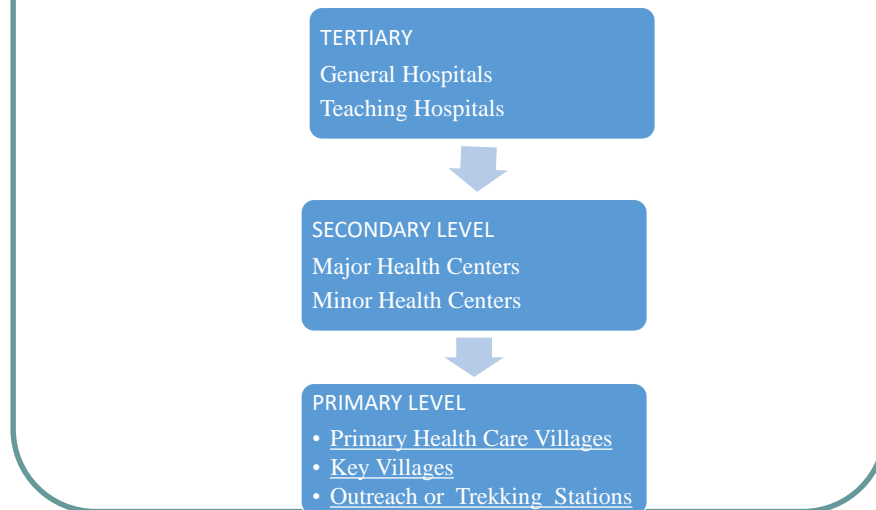 TERTIARY
General Hospitals
Teaching Hospitals
SECONDARY LEVEL
Major Health Centers
Minor Health Centers
PRIMARY LEVEL
• Primary Health Care Villages
• Key Villages
• Outreach or Trekking Stations